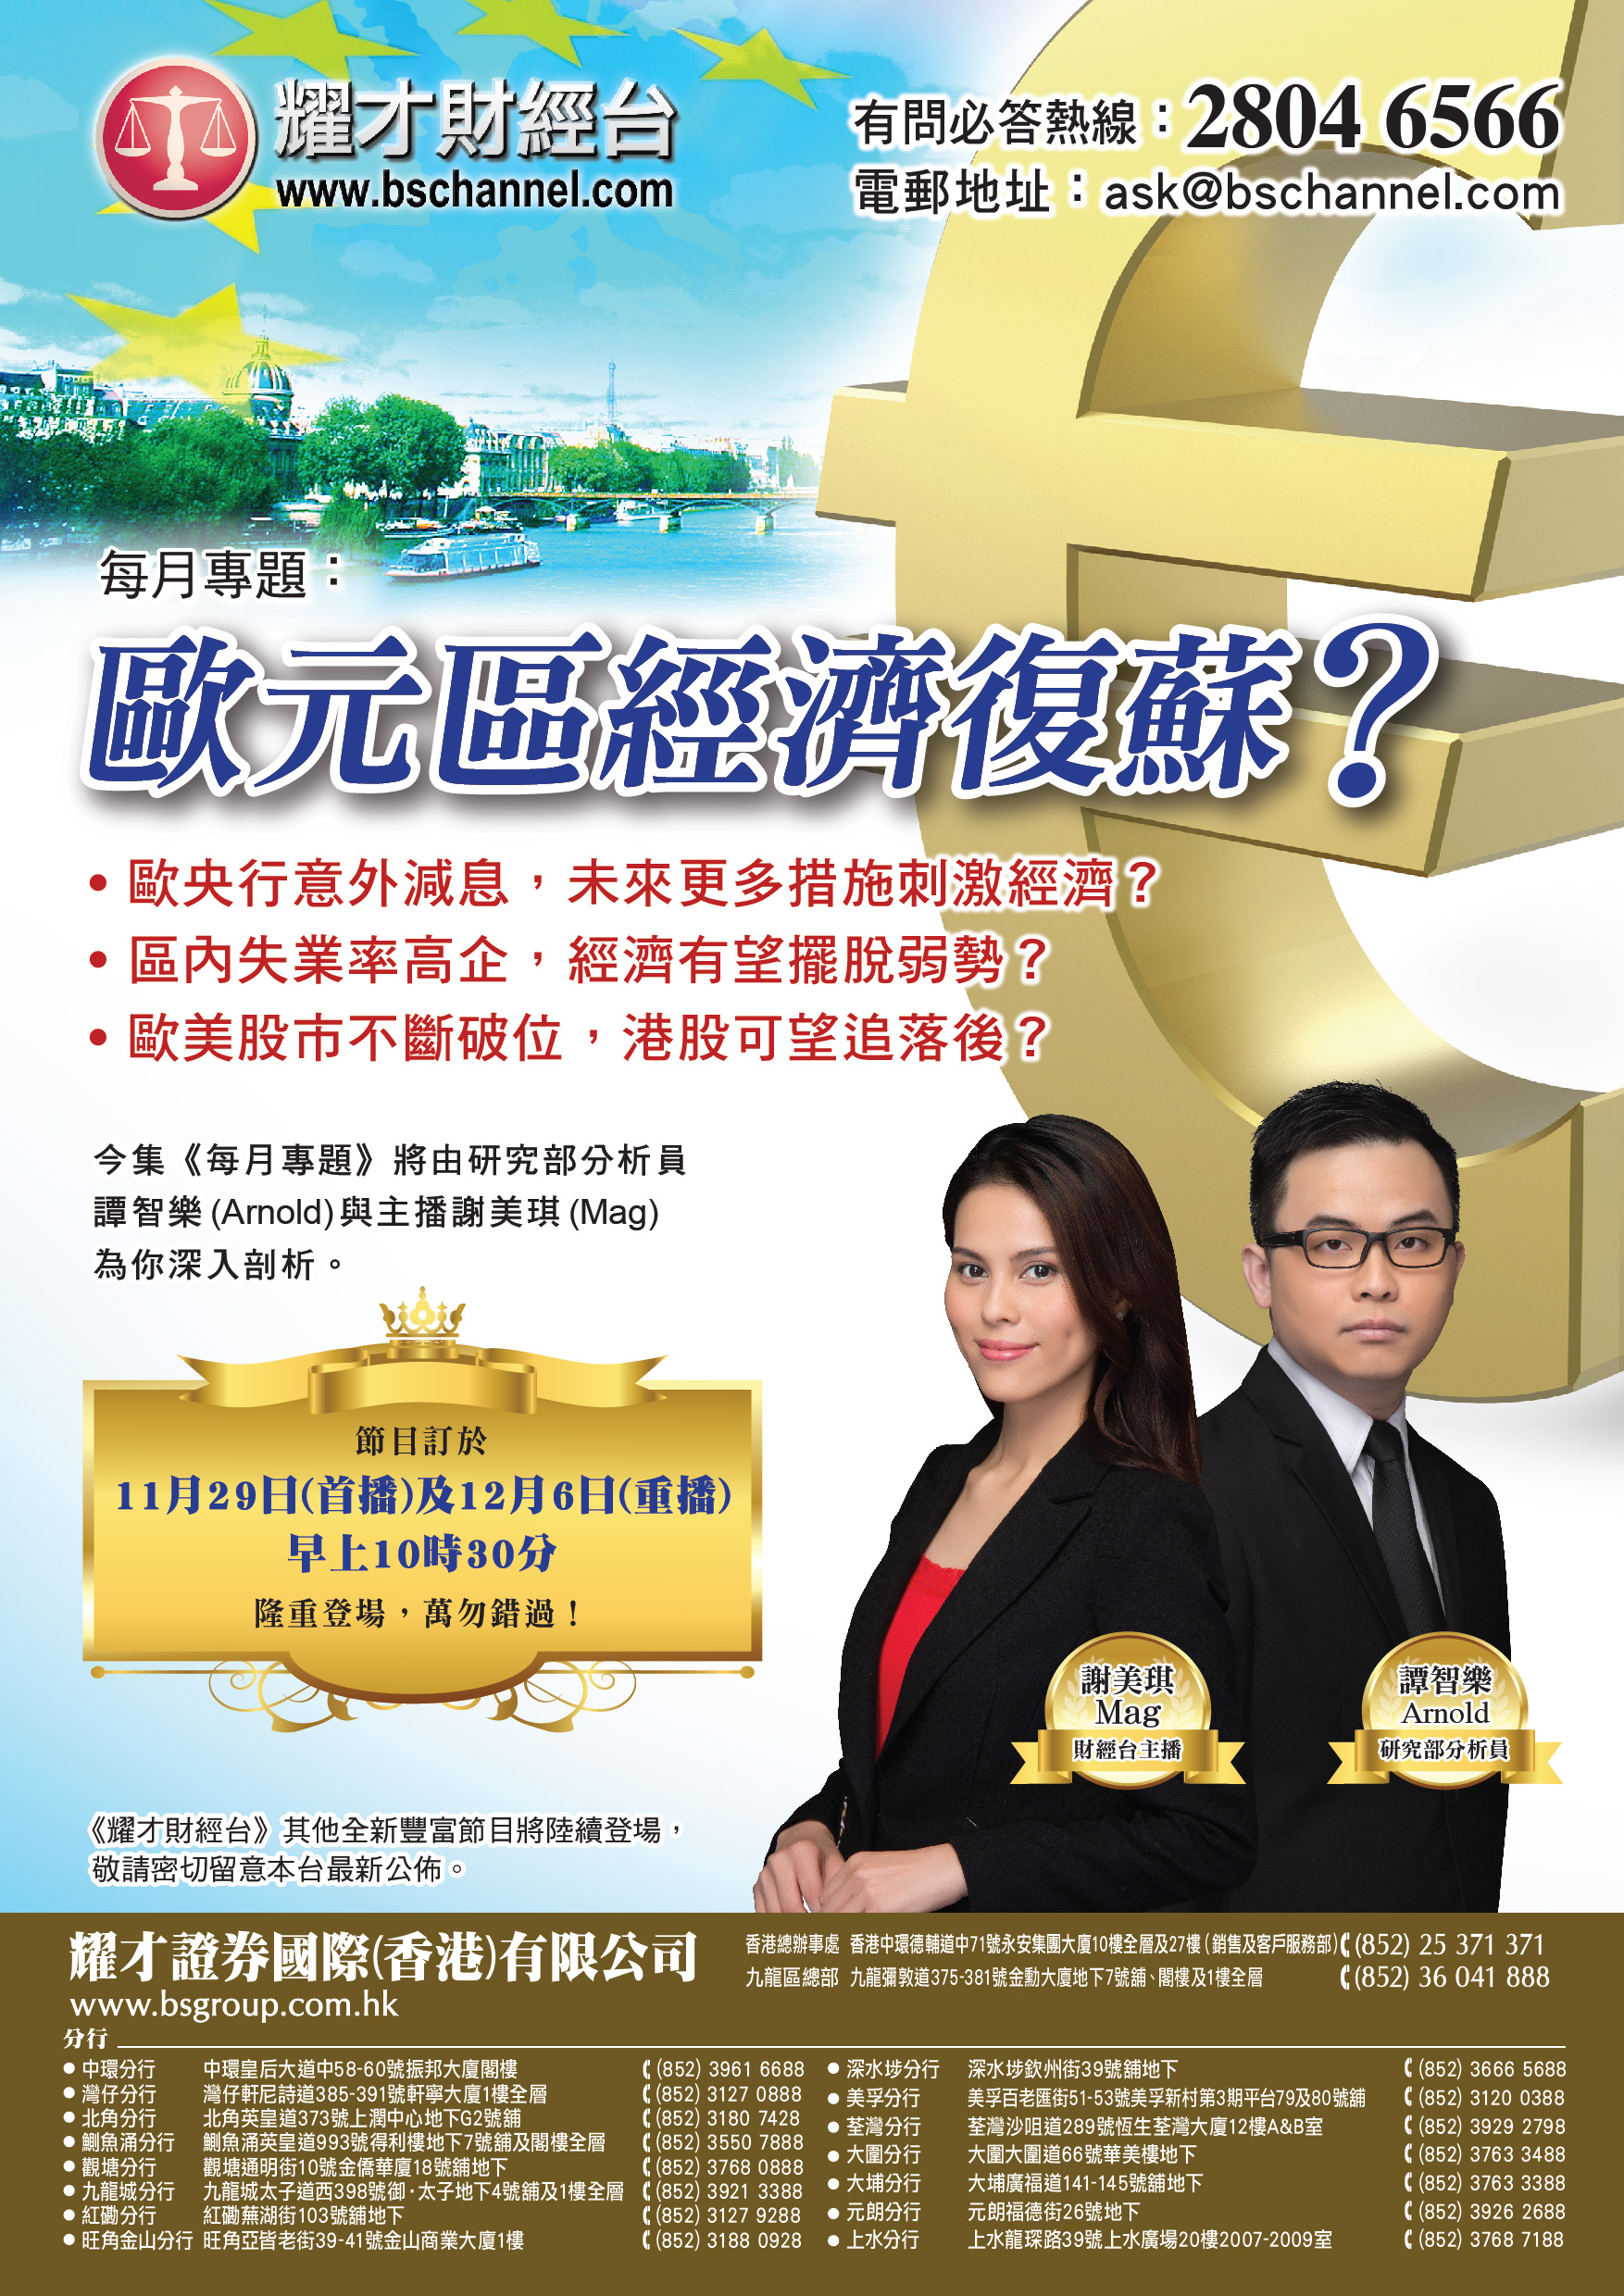 耀才財經台
www.bschannel.com
有問必答熱線：2804 6566
電郵地址：ask@bschannel.com
每月專題：
歐元區經濟復蘇？
• 歐央行意外減息，未來更多措施刺激經濟？
• 區內失業率高企，經濟有望擺脫弱勢？
• 歐美股市不斷破位，港股可望追落後？
今集《每月專題》將由研究部分析員
譚智樂(Arnold)與主播謝美琪(Mag)
為你深入剖析。
節目訂於
11月29日(首播)及12月6日(重播)
早上10時30分
隆重登場，萬勿錯過！
謝美琪
Mag
財經台主播
譚智樂
Arnold
研究部分析員
《耀才財經台》其他全新豐富節目將陸續登場，
敬請密切留意本台最新公佈。
耀才證券國際(香港)有限公司
www.bsgroup.com.hk
香港總辦事處 香港中環德輔道中71號永安集團大廈10樓全層及27樓(銷售及客戶服務部) (852) 25 371 371
九龍區總部 九龍彌敦道375-381號金勳大廈地下7號舖、閣樓及1樓全層 (852) 36 041 888
分行
● 中環分行 中環皇后大道中58-60號振邦大廈閣樓 (852) 3961 6688
● 灣仔分行 灣仔軒尼詩道385-391號軒寧大廈1樓全層 (852) 3127 0888
● 北角分行 北角英皇道373號上潤中心地下G2號舖 (852) 3180 7428
● 鰂魚涌分行 鰂魚涌英皇道993號得利樓地下7號舖及閣樓全層 (852) 3550 7888
● 觀塘分行 觀塘通明街10號金僑華廈18號舖地下 (852) 3768 0888
● 九龍城分行 九龍城太子道西398號御·太子地下4號舖及1樓全層 (852) 3921 3388
● 紅磡分行 紅磡蕪湖街103號舖地下 (852) 3127 9288
● 旺角金山分行 旺角亞皆老街39-41號金山商業大廈1樓 (852) 3188 0928
● 深水埗分行 深水埗欽州街39號舖地下 (852) 3666 5688
● 美孚分行 美孚百老匯街51-53號美孚新村第3期平台79及80號舖 (852) 3120 0388
● 荃灣分行 荃灣沙咀道289號恆生荃灣大廈12樓A&B室 (852) 3929 2798
● 大圍分行 大圍大圍道66號華美樓地下 (852) 3763 3488
● 大埔分行 大埔廣福道141-145號舖地下 (852) 3763 3388
● 元朗分行 元朗福德街26號地下 (852) 3926 2688
● 上水分行 上水龍琛路39號上水廣場20樓2007-2009室 (852) 3768 7188